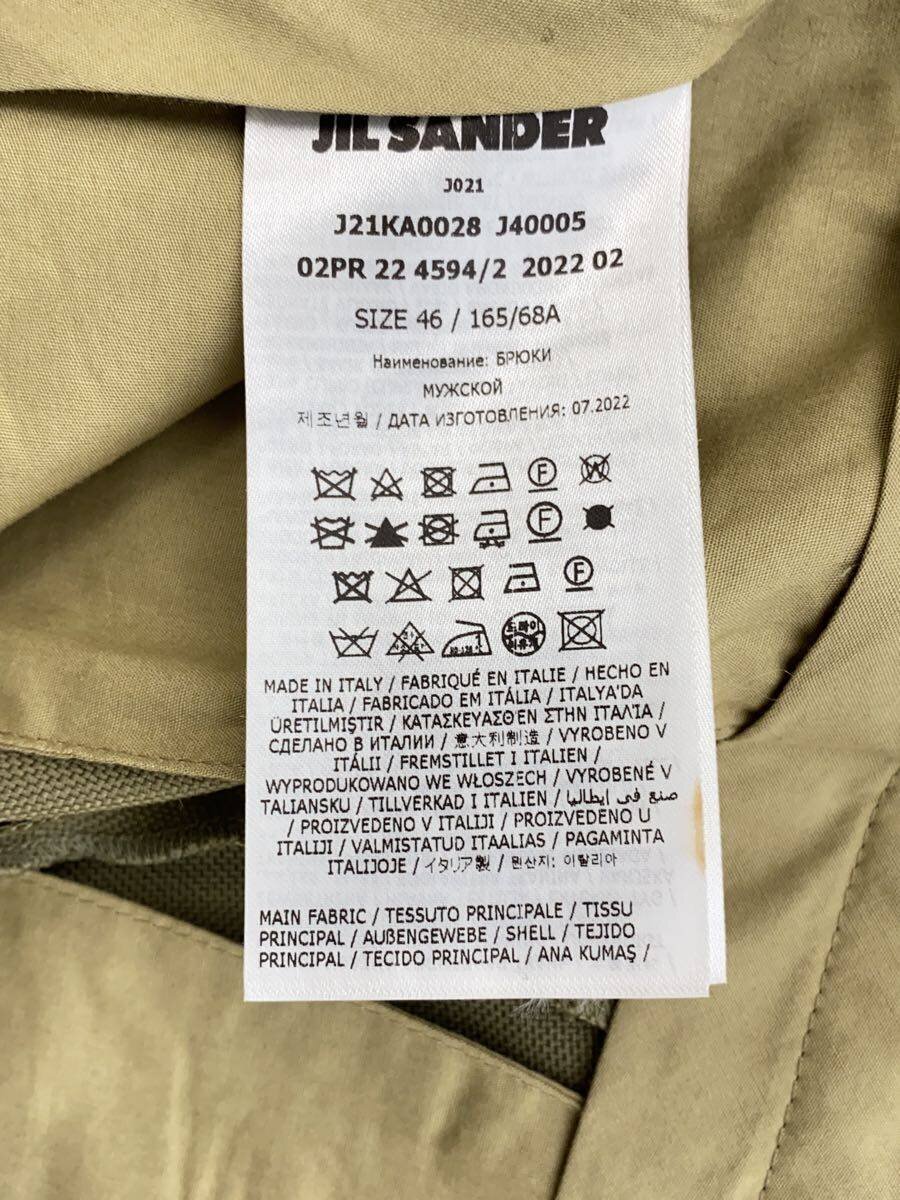 JIL SANDER
J021
J21KA0028 J40005
02PR 22 4594/2 2022 02
SIZE 46 / 165/68A
Наименование: БРЮКИ
МУЖСКОЙ
제조년월 / ДАТА ИЗГОТОВЛЕНИЯ: 07.2022
F W
F
F
MADE IN ITALY / FABRIQUÉ EN ITALIE / HECHO EN
ITALIA / FABRICADO EM ITÁLIA / ITALYA'DA
ÜRETILMIŞTIR / ΚΑΤΑΣΚΕΥΑΣΘΕΝ ΣΤΗΝ ΙΤΑΛΊΑ /
СДЕЛАНО В ИТАЛИИ / 意大利制造 / VYROBENO V
ITÁLII / FREMSTILLET I ITALIEN /
WYPRODUKOWANO WE WŁOSZECH / VYROBENÉ V
TALIANSKU / TILLVERKAD I ITALIEN / صنع في ايطاليا
/ PROIZVEDENO V ITALIJI / PROIZVEDENO U
ITALIJI / VALMISTATUD ITAALIAS / PAGAMINTA
ITALIJOJE / イタリア製 / 원산지: 이탈리아
MAIN FABRIC / TESSUTO PRINCIPALE / TISSU
PRINCIPAL / AUßENGEWEBE / SHELL / TEJIDO
PRINCIPAL / TECIDO PRINCIPAL / ANA KUMAŞ /